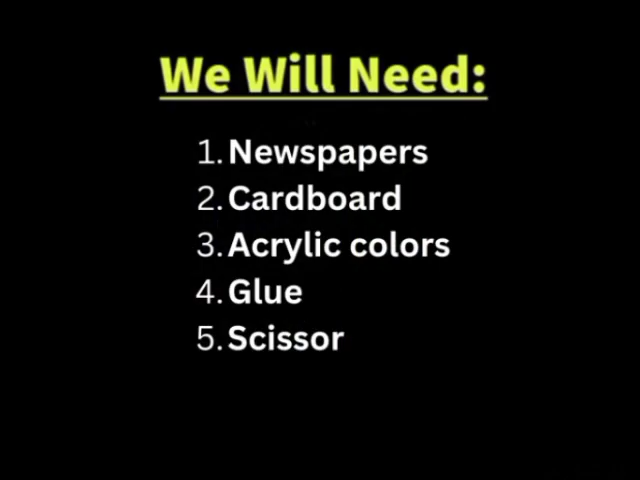 We Will Need:
1. Newspapers
2. Cardboard
3. Acrylic colors
4. Glue
5. Scissor